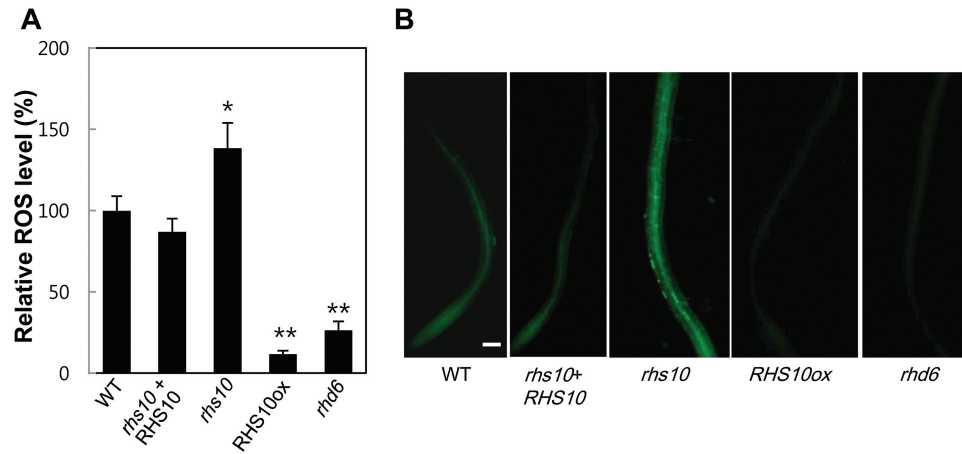 A
B
Relative ROS level (%)
200
150
100
50
0
*
**
**
WT
rhs10 +
RHS10
rhs10
RHS10ox
rhd6
WT
rhs10+
RHS10
rhs10
RHS10ox
rhd6